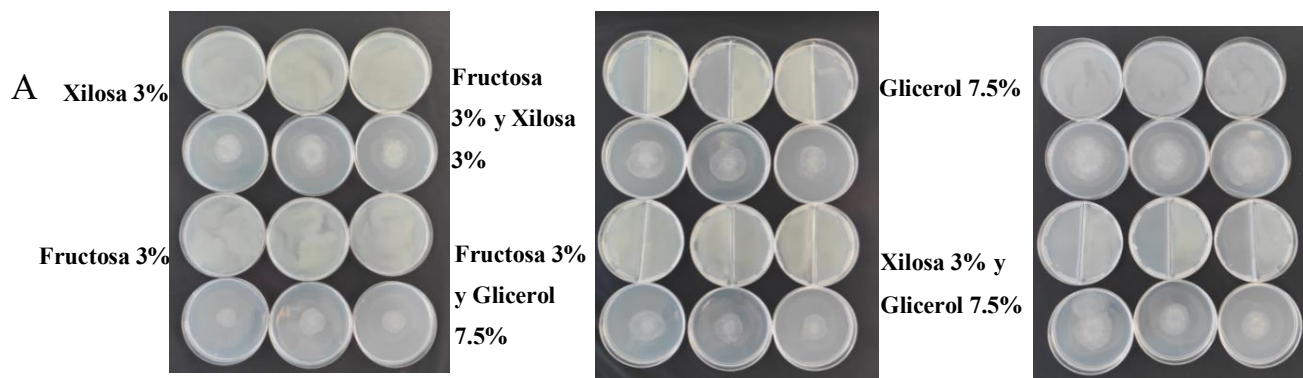 A
Xilosa 3%
Fructosa 3%
Fructosa
3% y Xilosa
3%
Fructosa 3%
y Glicerol
7.5%
Glicerol 7.5%
Xilosa 3% y
Glicerol 7.5%